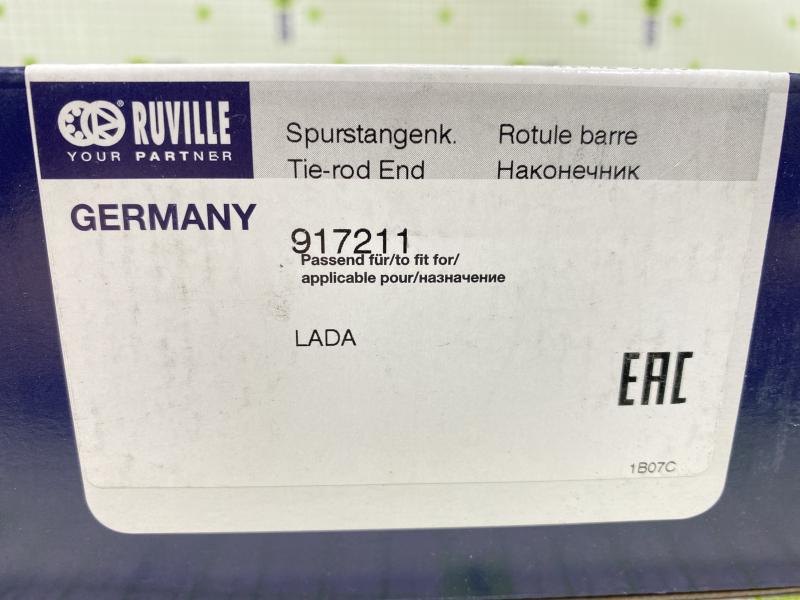 RUVILLE
YOUR PARTNER
Spurstangenk. Rotule barre
Tie-rod End Наконечник
GERMANY
917211
Passend für/to fit for/
applicable pour/назначение
LADA
EAC
1B07C